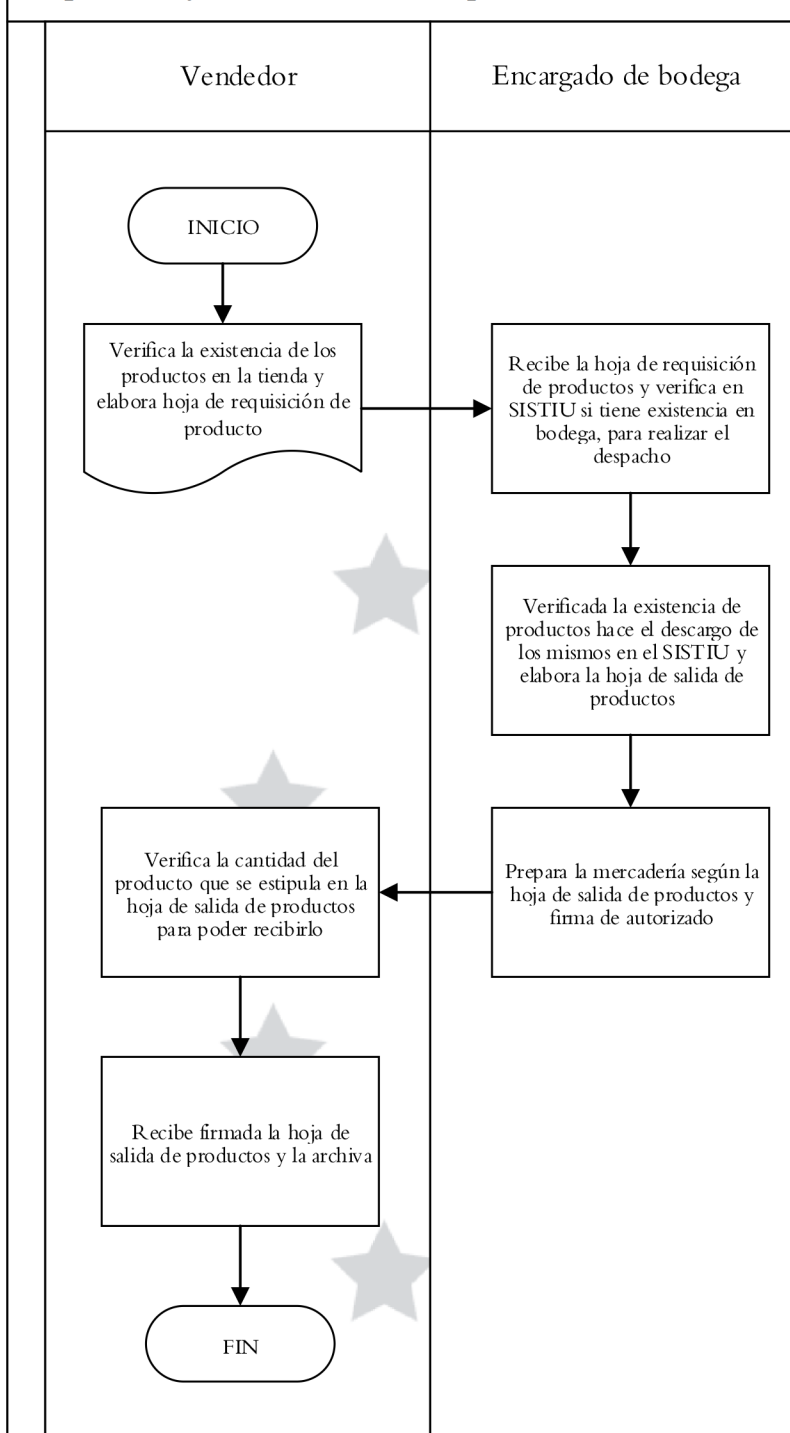 Vendedor
Encargado de bodega
INICIO
Verifica la existencia de los
productos en la tienda y
elabora hoja de requisición de
producto
Recibe la hoja de requisición
de productos y verifica en
SISTIU si tiene existencia en
bodega, para realizar el
despacho
Verificada la existencia de
productos hace el descargo de
los mismos en el SISTIU y
elabora la hoja de salida de
productos
Prepara la mercadería según la
hoja de salida de productos y
firma de autorizado
Verifica la cantidad del
producto que se estipula en la
hoja de salida de productos
para poder recibirlo
Recibe firmada la hoja de
salida de productos y la archiva
FIN